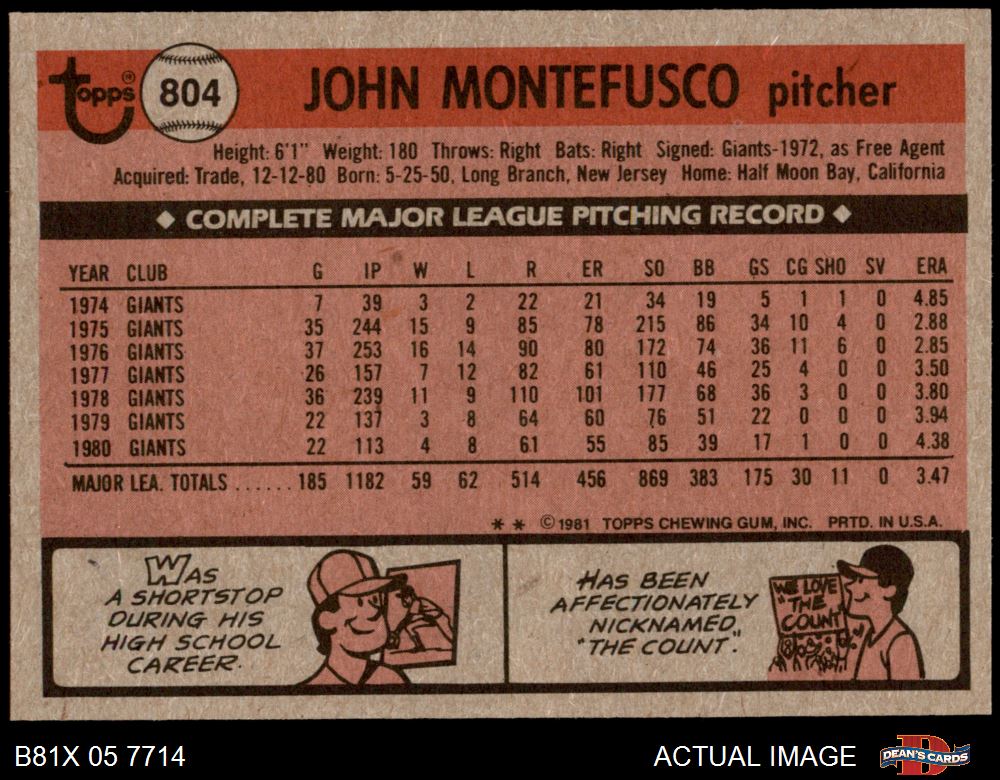 topps® 804 JOHN MONTEFUSCO pitcher
Height: 6'1" Weight: 180 Throws: Right Bats: Right Signed: Giants-1972, as Free Agent
Acquired: Trade, 12-12-80 Born: 5-25-50, Long Branch, New Jersey Home: Half Moon Bay, California
◆ COMPLETE MAJOR LEAGUE PITCHING RECORD ◆
YEAR CLUB G IP W L R ER SO BB GS CG SHO SV ERA
1974 GIANTS 7 39 3 2 22 21 34 19 5 1 1 0 4.85
1975 GIANTS 35 244 15 9 85 78 215 86 34 10 4 0 2.88
1976 GIANTS 37 253 16 14 90 80 172 74 36 11 6 0 2.85
1977 GIANTS 26 157 7 12 82 61 110 46 25 4 0 0 3.50
1978 GIANTS 36 239 11 9 110 101 177 68 36 3 0 0 3.80
1979 GIANTS 22 137 3 8 64 60 76 51 22 0 0 0 3.94
1980 GIANTS 22 113 4 8 61 55 85 39 17 1 0 0 4.38
MAJOR LEA. TOTALS ...... 185 1182 59 62 514 456 869 383 175 30 11 0 3.47
* * ©1981 TOPPS CHEWING GUM, INC. PRTD. IN U.S.A.
WAS
A SHORTSTOP
DURING HIS
HIGH SCHOOL
CAREER.
HAS BEEN
AFFECTIONATELY
NICKNAMED
"THE COUNT".
WE LOVE
"THE
COUNT"
B81X 05 7714 ACTUAL IMAGE DEAN'S CARDS